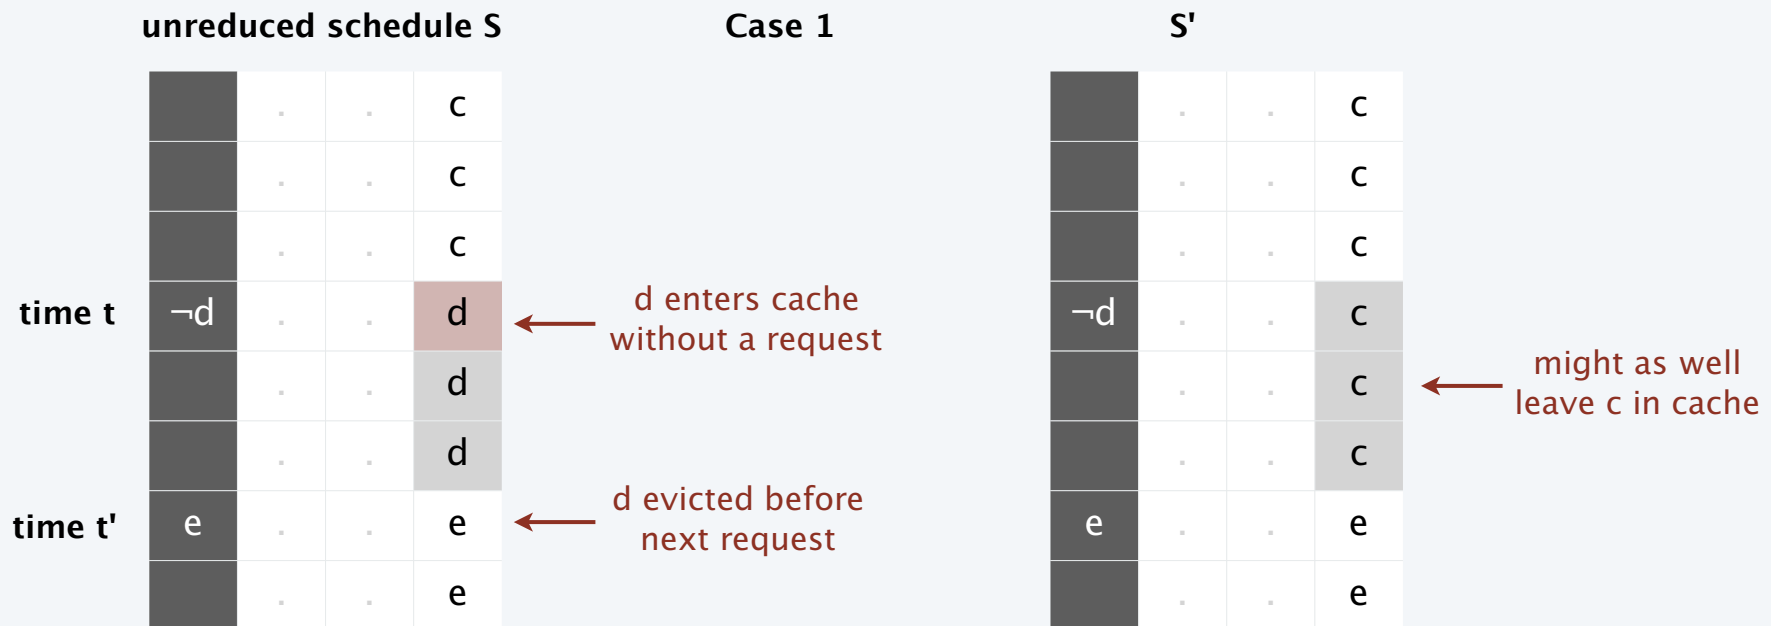 unreduced schedule S Case 1 S'
. . c . . c
. . c . . c
. . c . . c
time t ¬d . . d d enters cache without a request ¬d . . c
. . d . . c might as well leave c in cache
. . d . . c
time t' e . . e d evicted before next request e . . e
. . e . . e